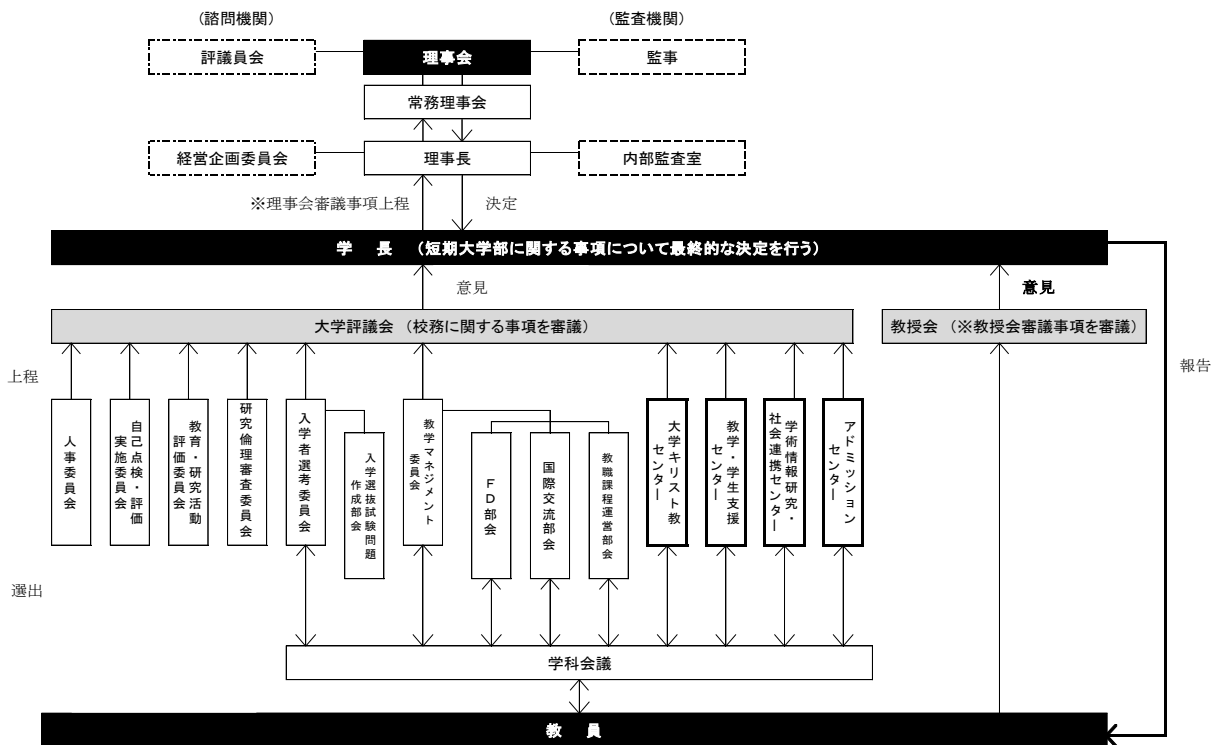 (諮問機関)
(監査機関)
評議員会
理事会
監事
常務理事会
経営企画委員会
理事長
内部監査室
※理事会審議事項上程
決定
学 長 (短期大学部に関する事項について最終的な決定を行う)
意見
意見
大学評議会 (校務に関する事項を審議)
教授会 (※教授会審議事項を審議)
上程
報告
人事委員会
自己点検・評価
実施委員会
教育・研究活動
評価委員会
研究倫理審査委員会
入学者選考委員会
入学選抜試験問題
作成部会
教学マネジメント
委員会
FD部会
国際交流部会
教職課程運営部会
大学キリスト教
センター
教学・学生支援
センター
学術情報研究・
社会連携センター
アドミッション
センター
選出
学科会議
教 員